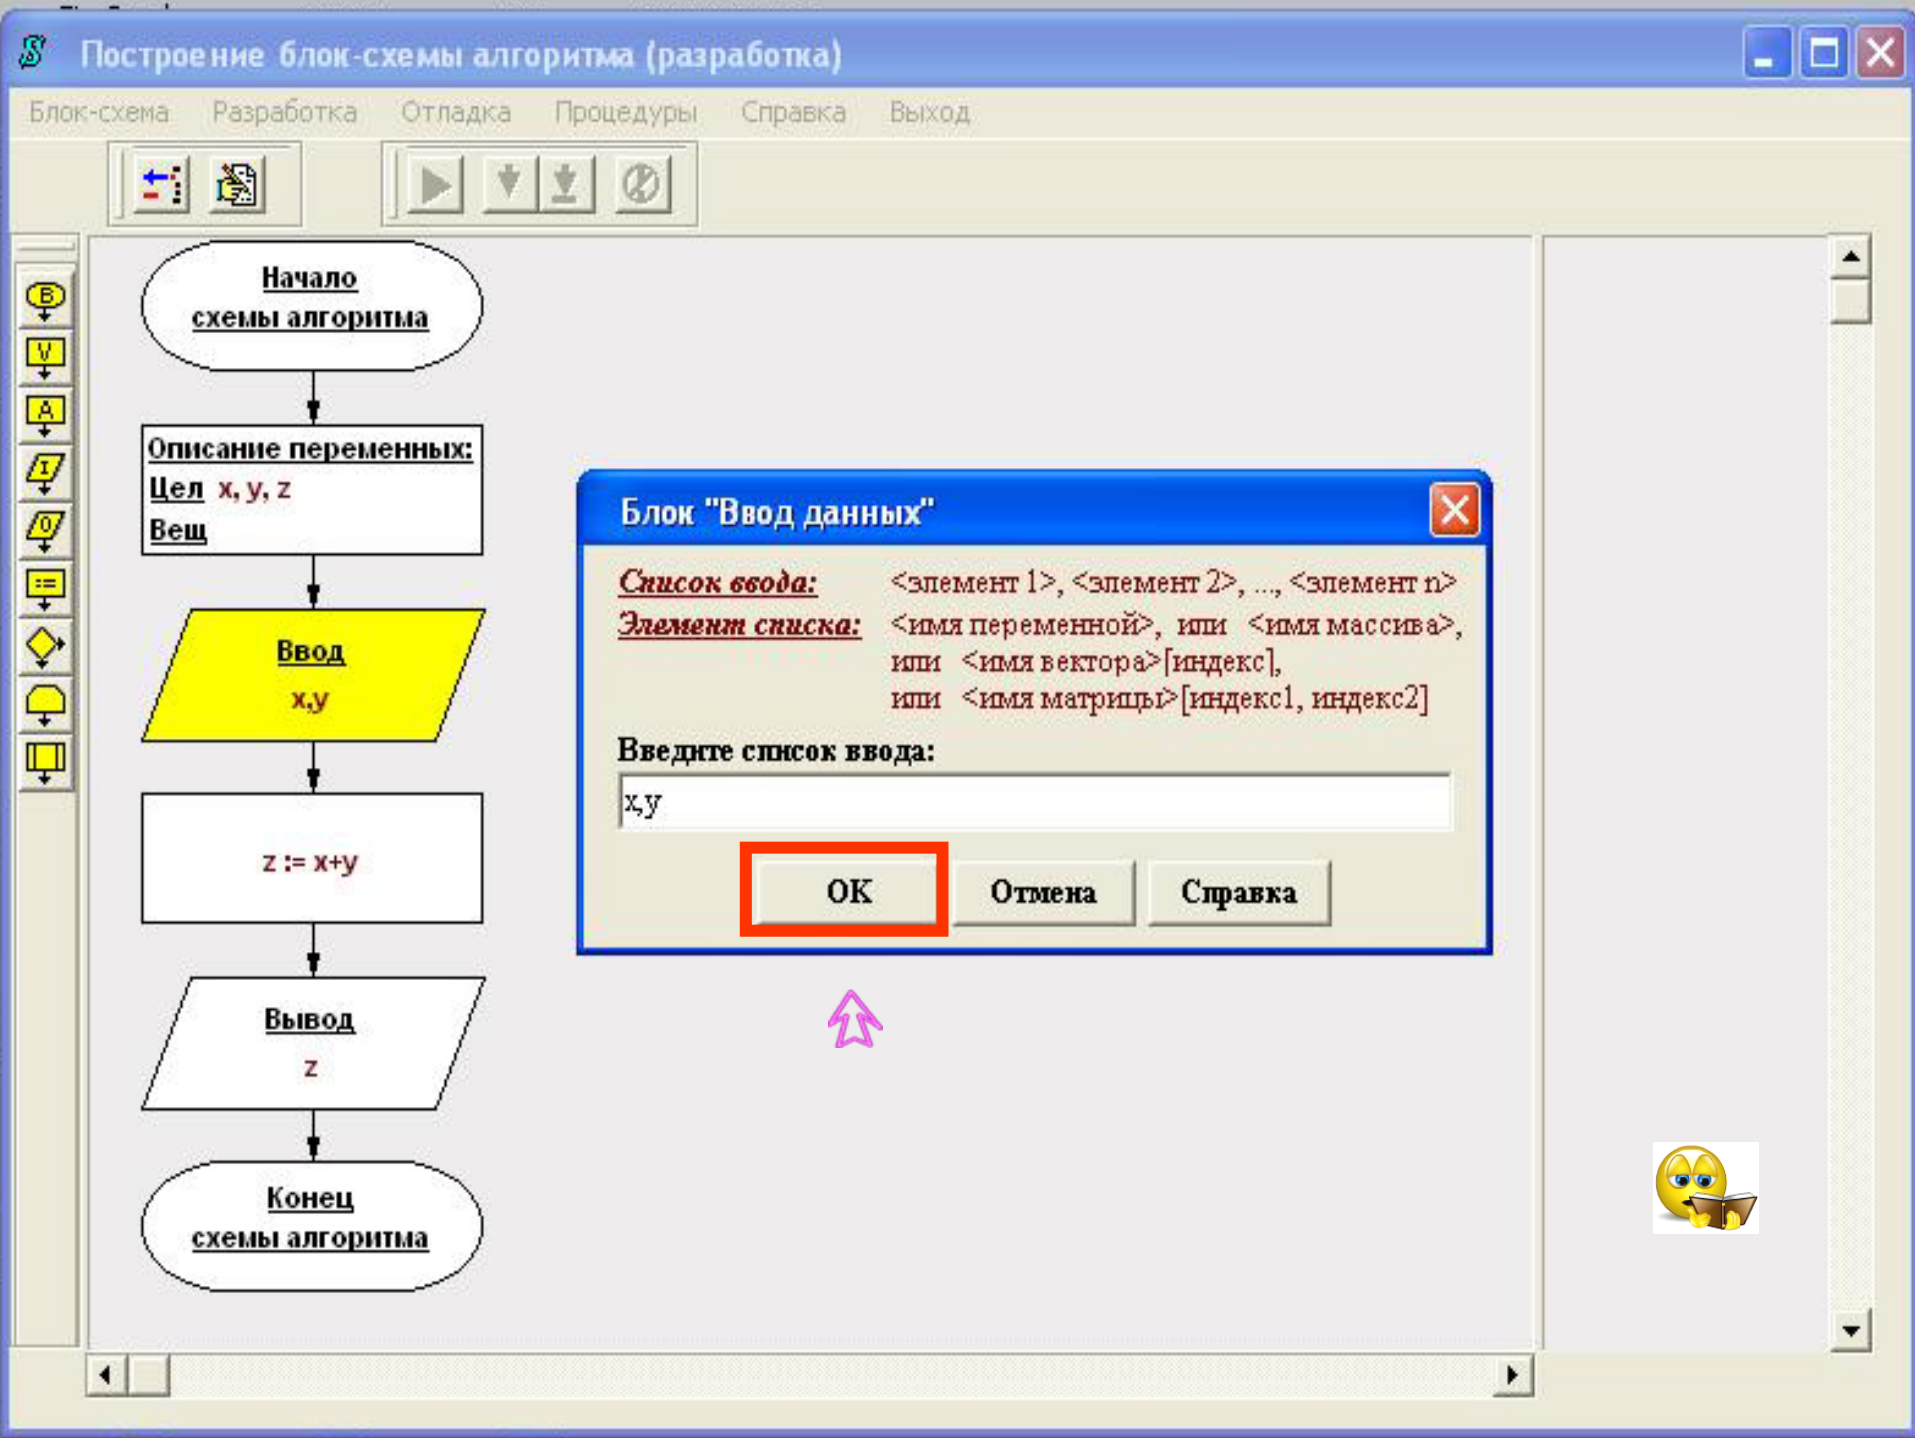 Построение блок-схемы алгоритма (разработка)
Блок-схема Разработка Отладка Процедуры Справка Выход
B
V
A
I
O
:=
Начало
схемы алгоритма
Описание переменных:
Цел x, y, z
Вещ
Ввод
x,y
z := x+y
Вывод
z
Конец
схемы алгоритма
Блок "Ввод данных"
Список ввода: <элемент 1>, <элемент 2>, ..., <элемент n>
Элемент списка: <имя переменной>, или <имя массива>,
или <имя вектора>[индекс],
или <имя матрицы>[индекс1, индекс2]
Введите список ввода:
x,y
OK Отмена Справка